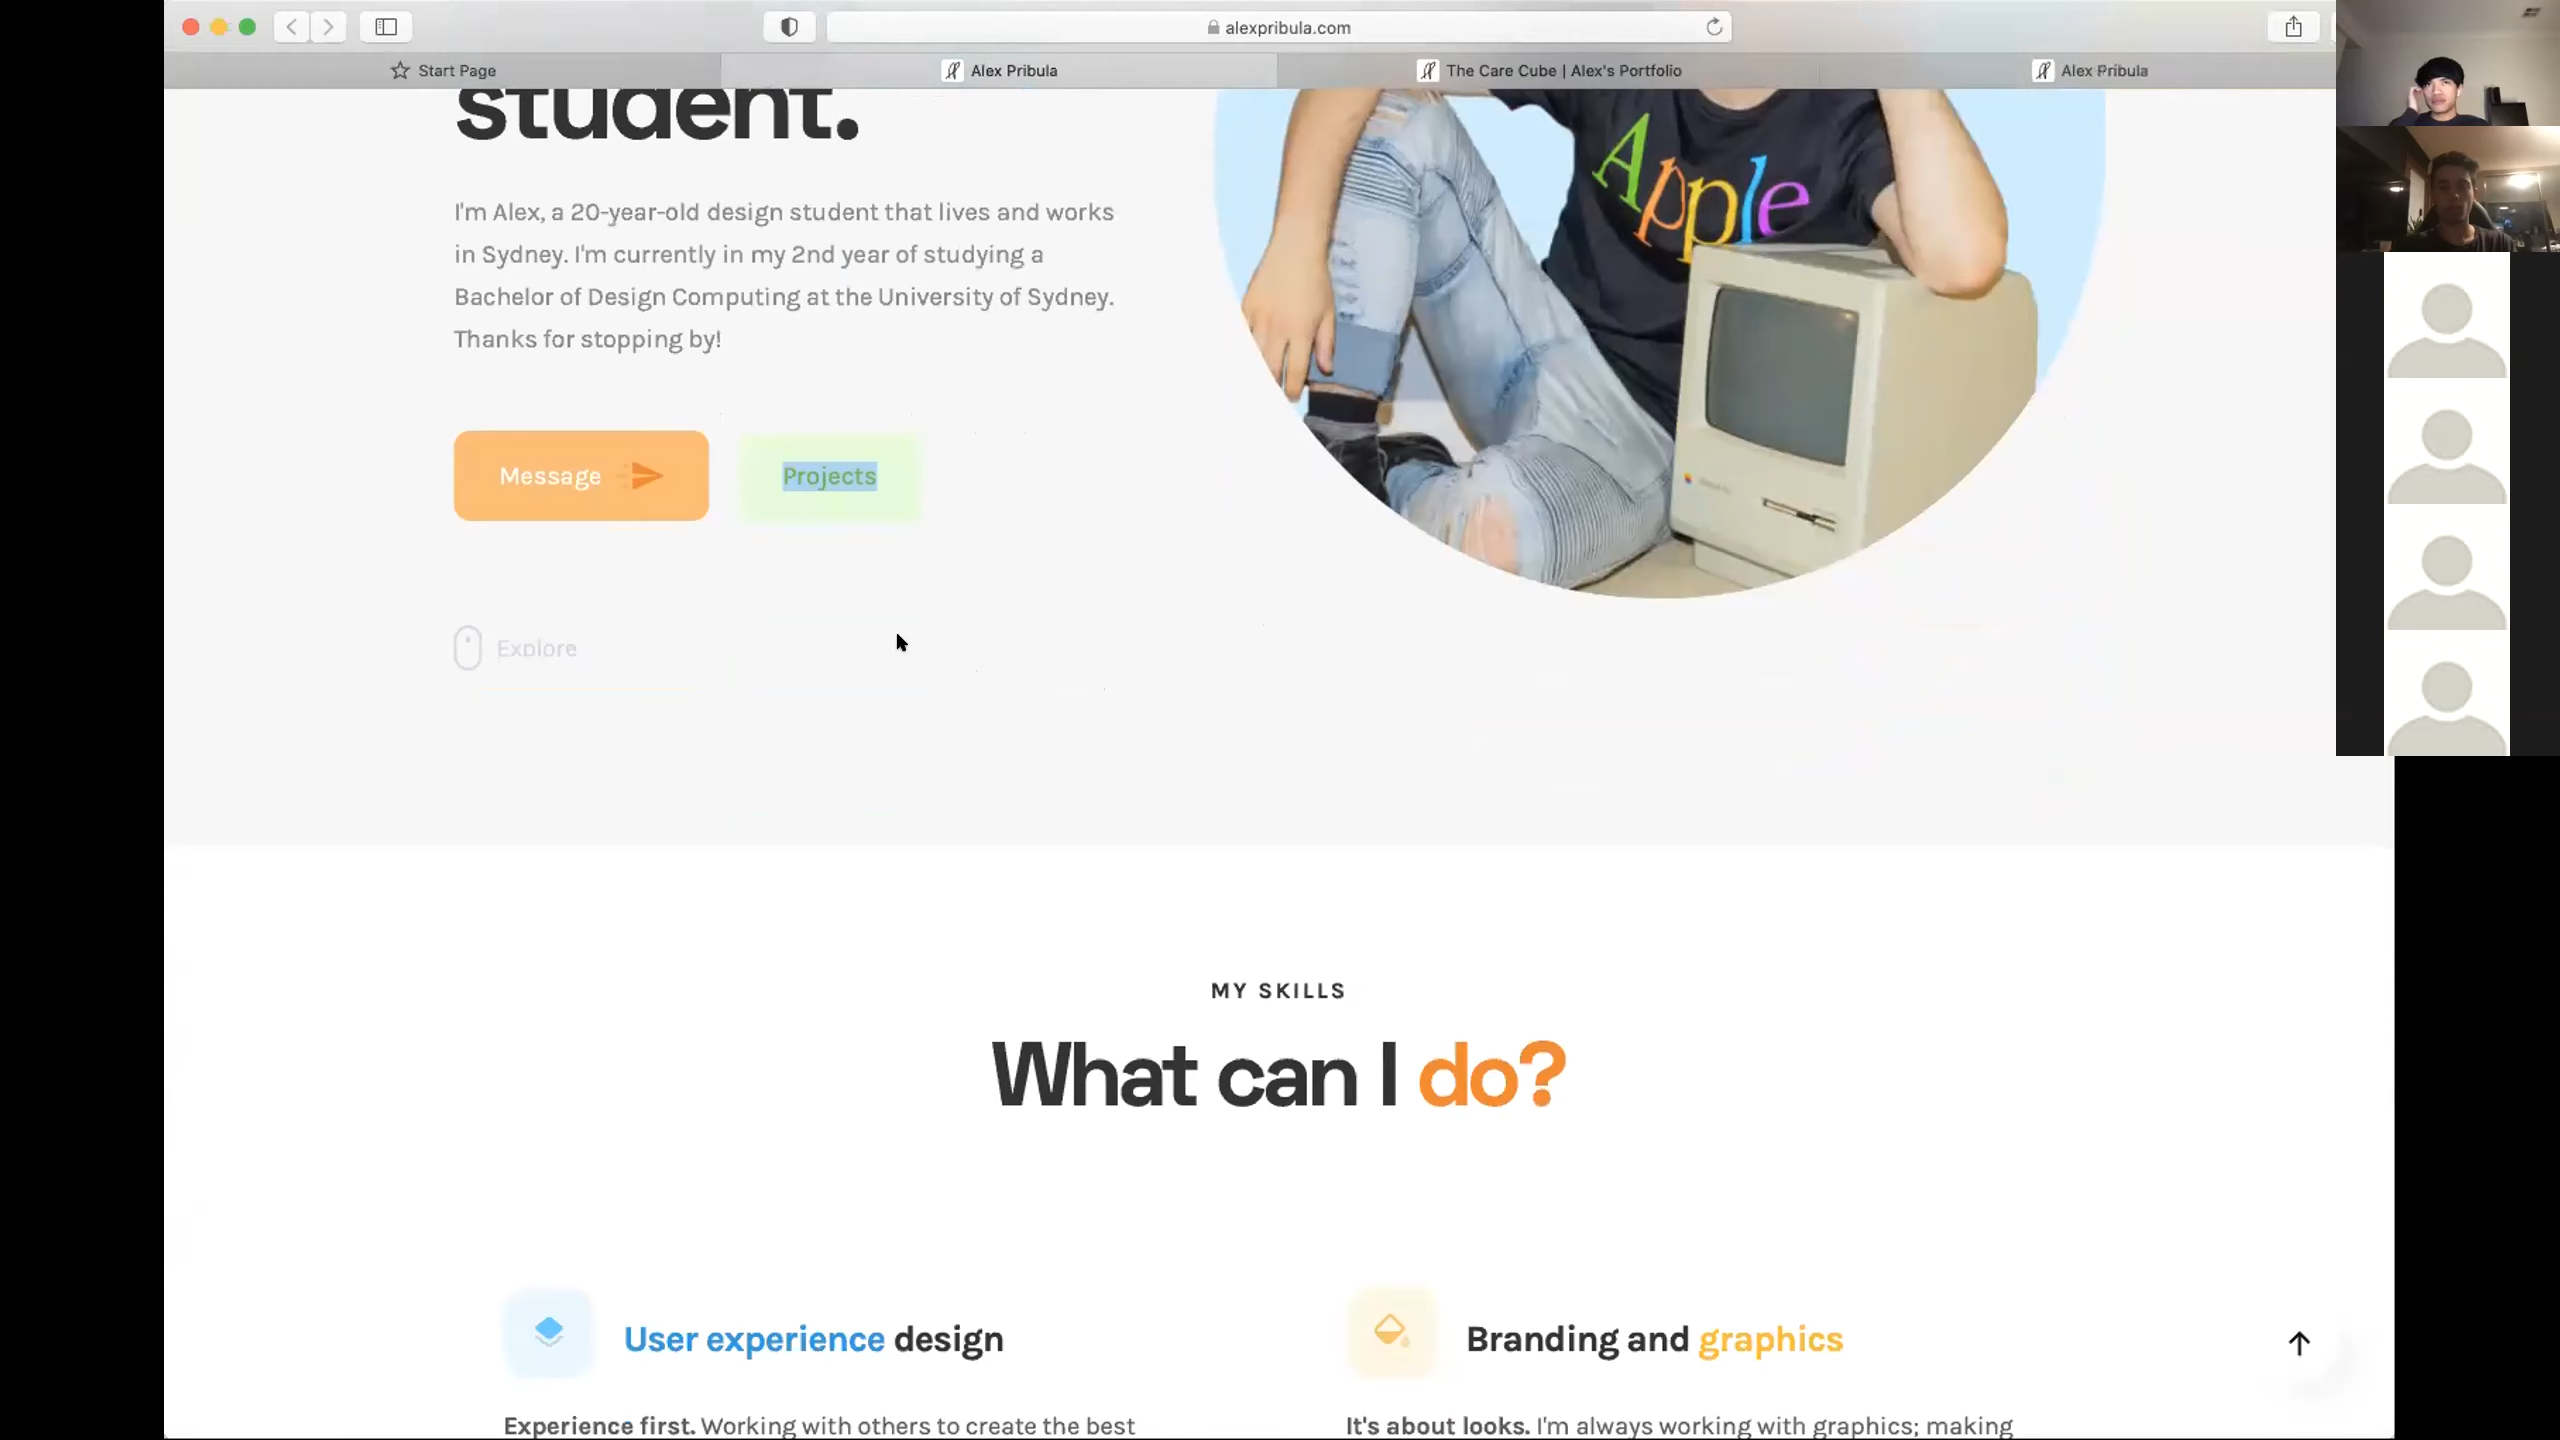 alexpribula.com
Start Page
Alex Pribula
The Care Cube | Alex's Portfolio
Alex Pribula
student.
I'm Alex, a 20-year-old design student that lives and works
in Sydney. I'm currently in my 2nd year of studying a
Bachelor of Design Computing at the University of Sydney.
Thanks for stopping by!
Apple
Message
Projects
Explore
MY SKILLS
What can I do?
User experience design
Branding and graphics
Experience first. Working with others to create the best
It's about looks. I'm always working with graphics; making